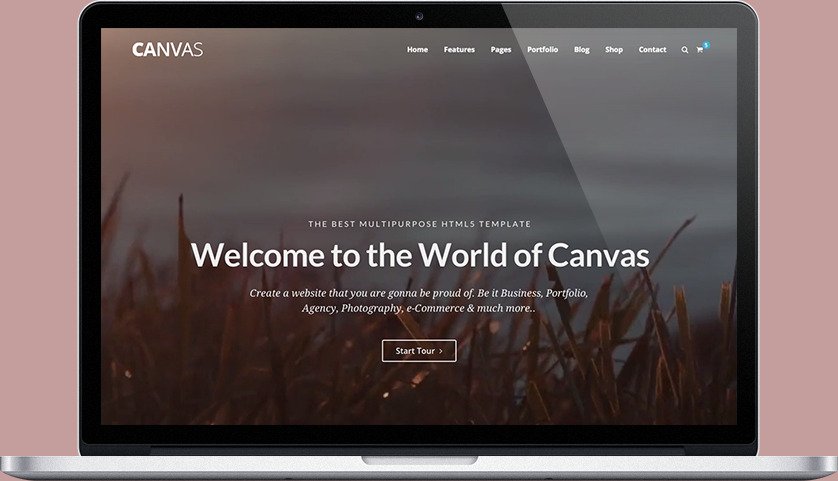 CANVAS
Home Features Pages Portfolio Blog Shop Contact 5
THE BEST MULTIPURPOSE HTML5 TEMPLATE
Welcome to the World of Canvas
Create a website that you are gonna be proud of. Be it Business, Portfolio,
Agency, Photography, e-Commerce & much more..
Start Tour